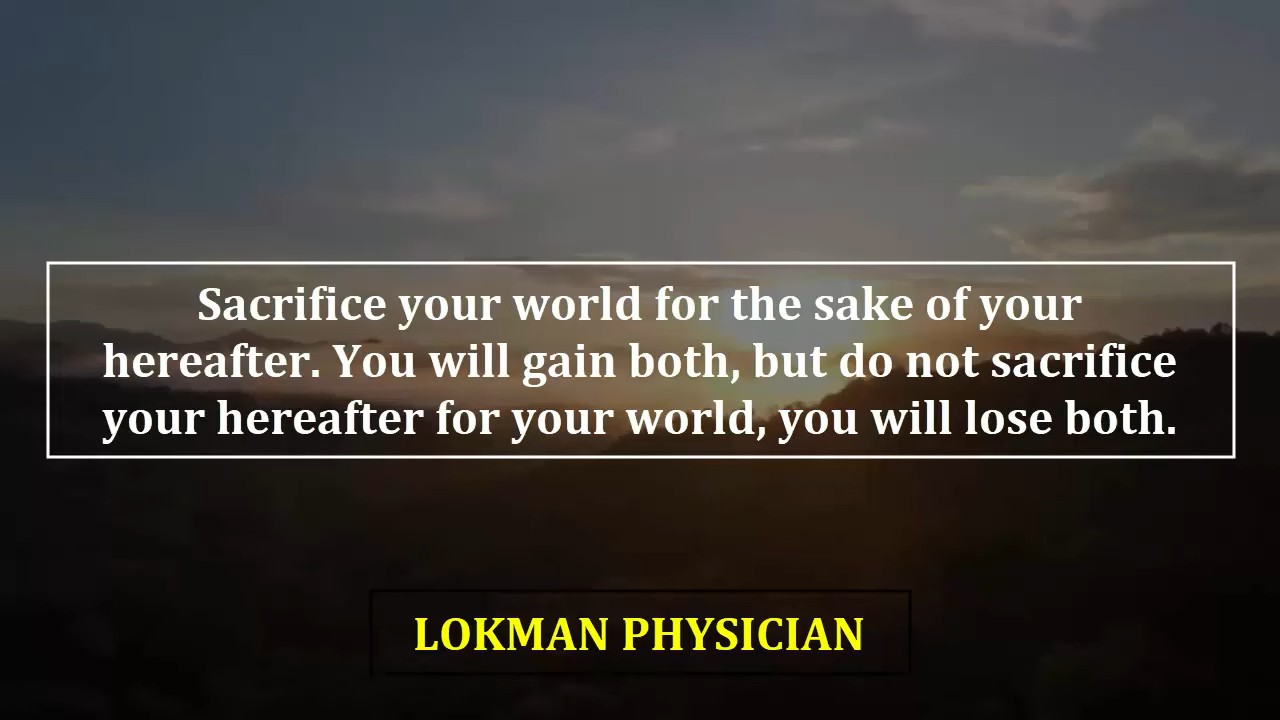 Sacrifice your world for the sake of your
hereafter. You will gain both, but do not sacrifice
your hereafter for your world, you will lose both.
LOKMAN PHYSICIAN